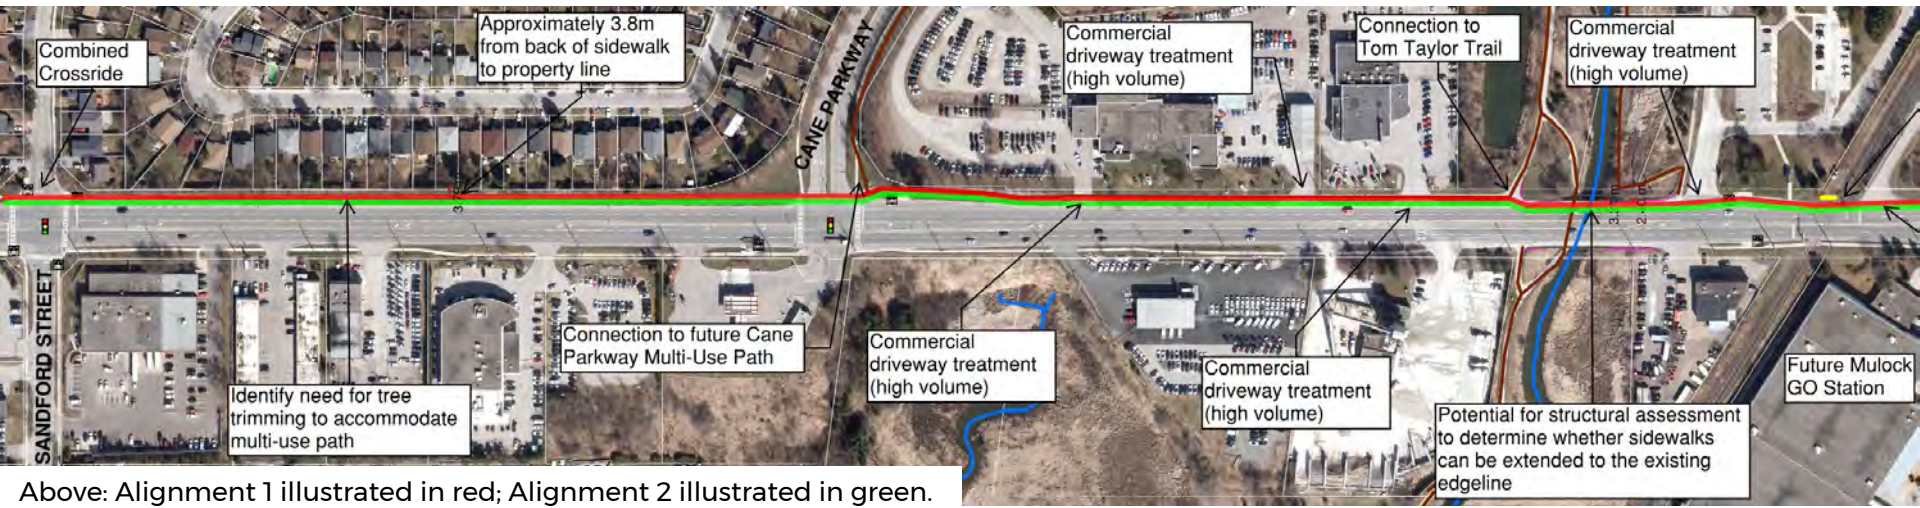 Combined
Crossride
Approximately 3.8m
from back of sidewalk
to property line
CANE PARKWAY
Commercial
driveway treatment
(high volume)
Connection to
Tom Taylor Trail
Commercial
driveway treatment
(high volume)
SANDFORD STREET
Identify need for tree
trimming to accommodate
multi-use path
Connection to future Cane
Parkway Multi-Use Path
Commercial
driveway treatment
(high volume)
Commercial
driveway treatment
(high volume)
Potential for structural assessment
to determine whether sidewalks
can be extended to the existing
edgeline
Future Mulock
GO Station
Above: Alignment 1 illustrated in red; Alignment 2 illustrated in green.